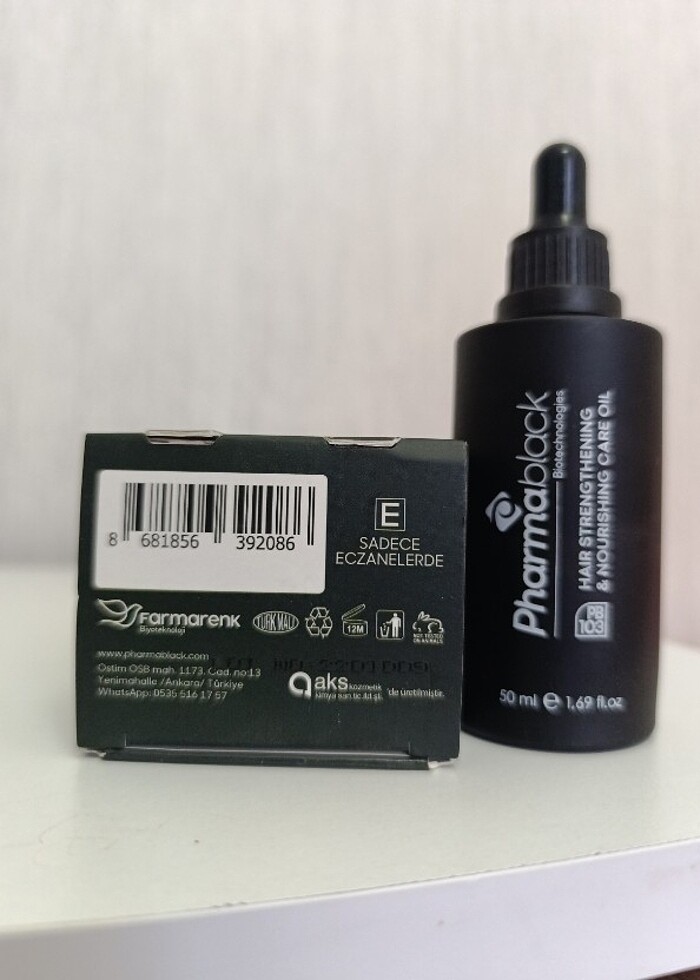 8 681856 392086
E
SADECE
ECZANELERDE
Farmarenk
Biyoteknoloji
TÜRK MALI
12M
NOT TESTED
ON ANIMALS
www.pharmablack.com
Ostim OSB mah. 1173. Cad. no:13
Yenimahalle /Ankara/ Türkiye
WhatsApp: 0535 516 17 57
aks kozmetik
kimya san.tic.ltd.şti.
'de üretilmiştir.
Pharmablack
Biotechnologies
HAIR STRENGTHENING
& NOURISHING CARE OIL
PB
103
50 ml e 1,69 fl.oz